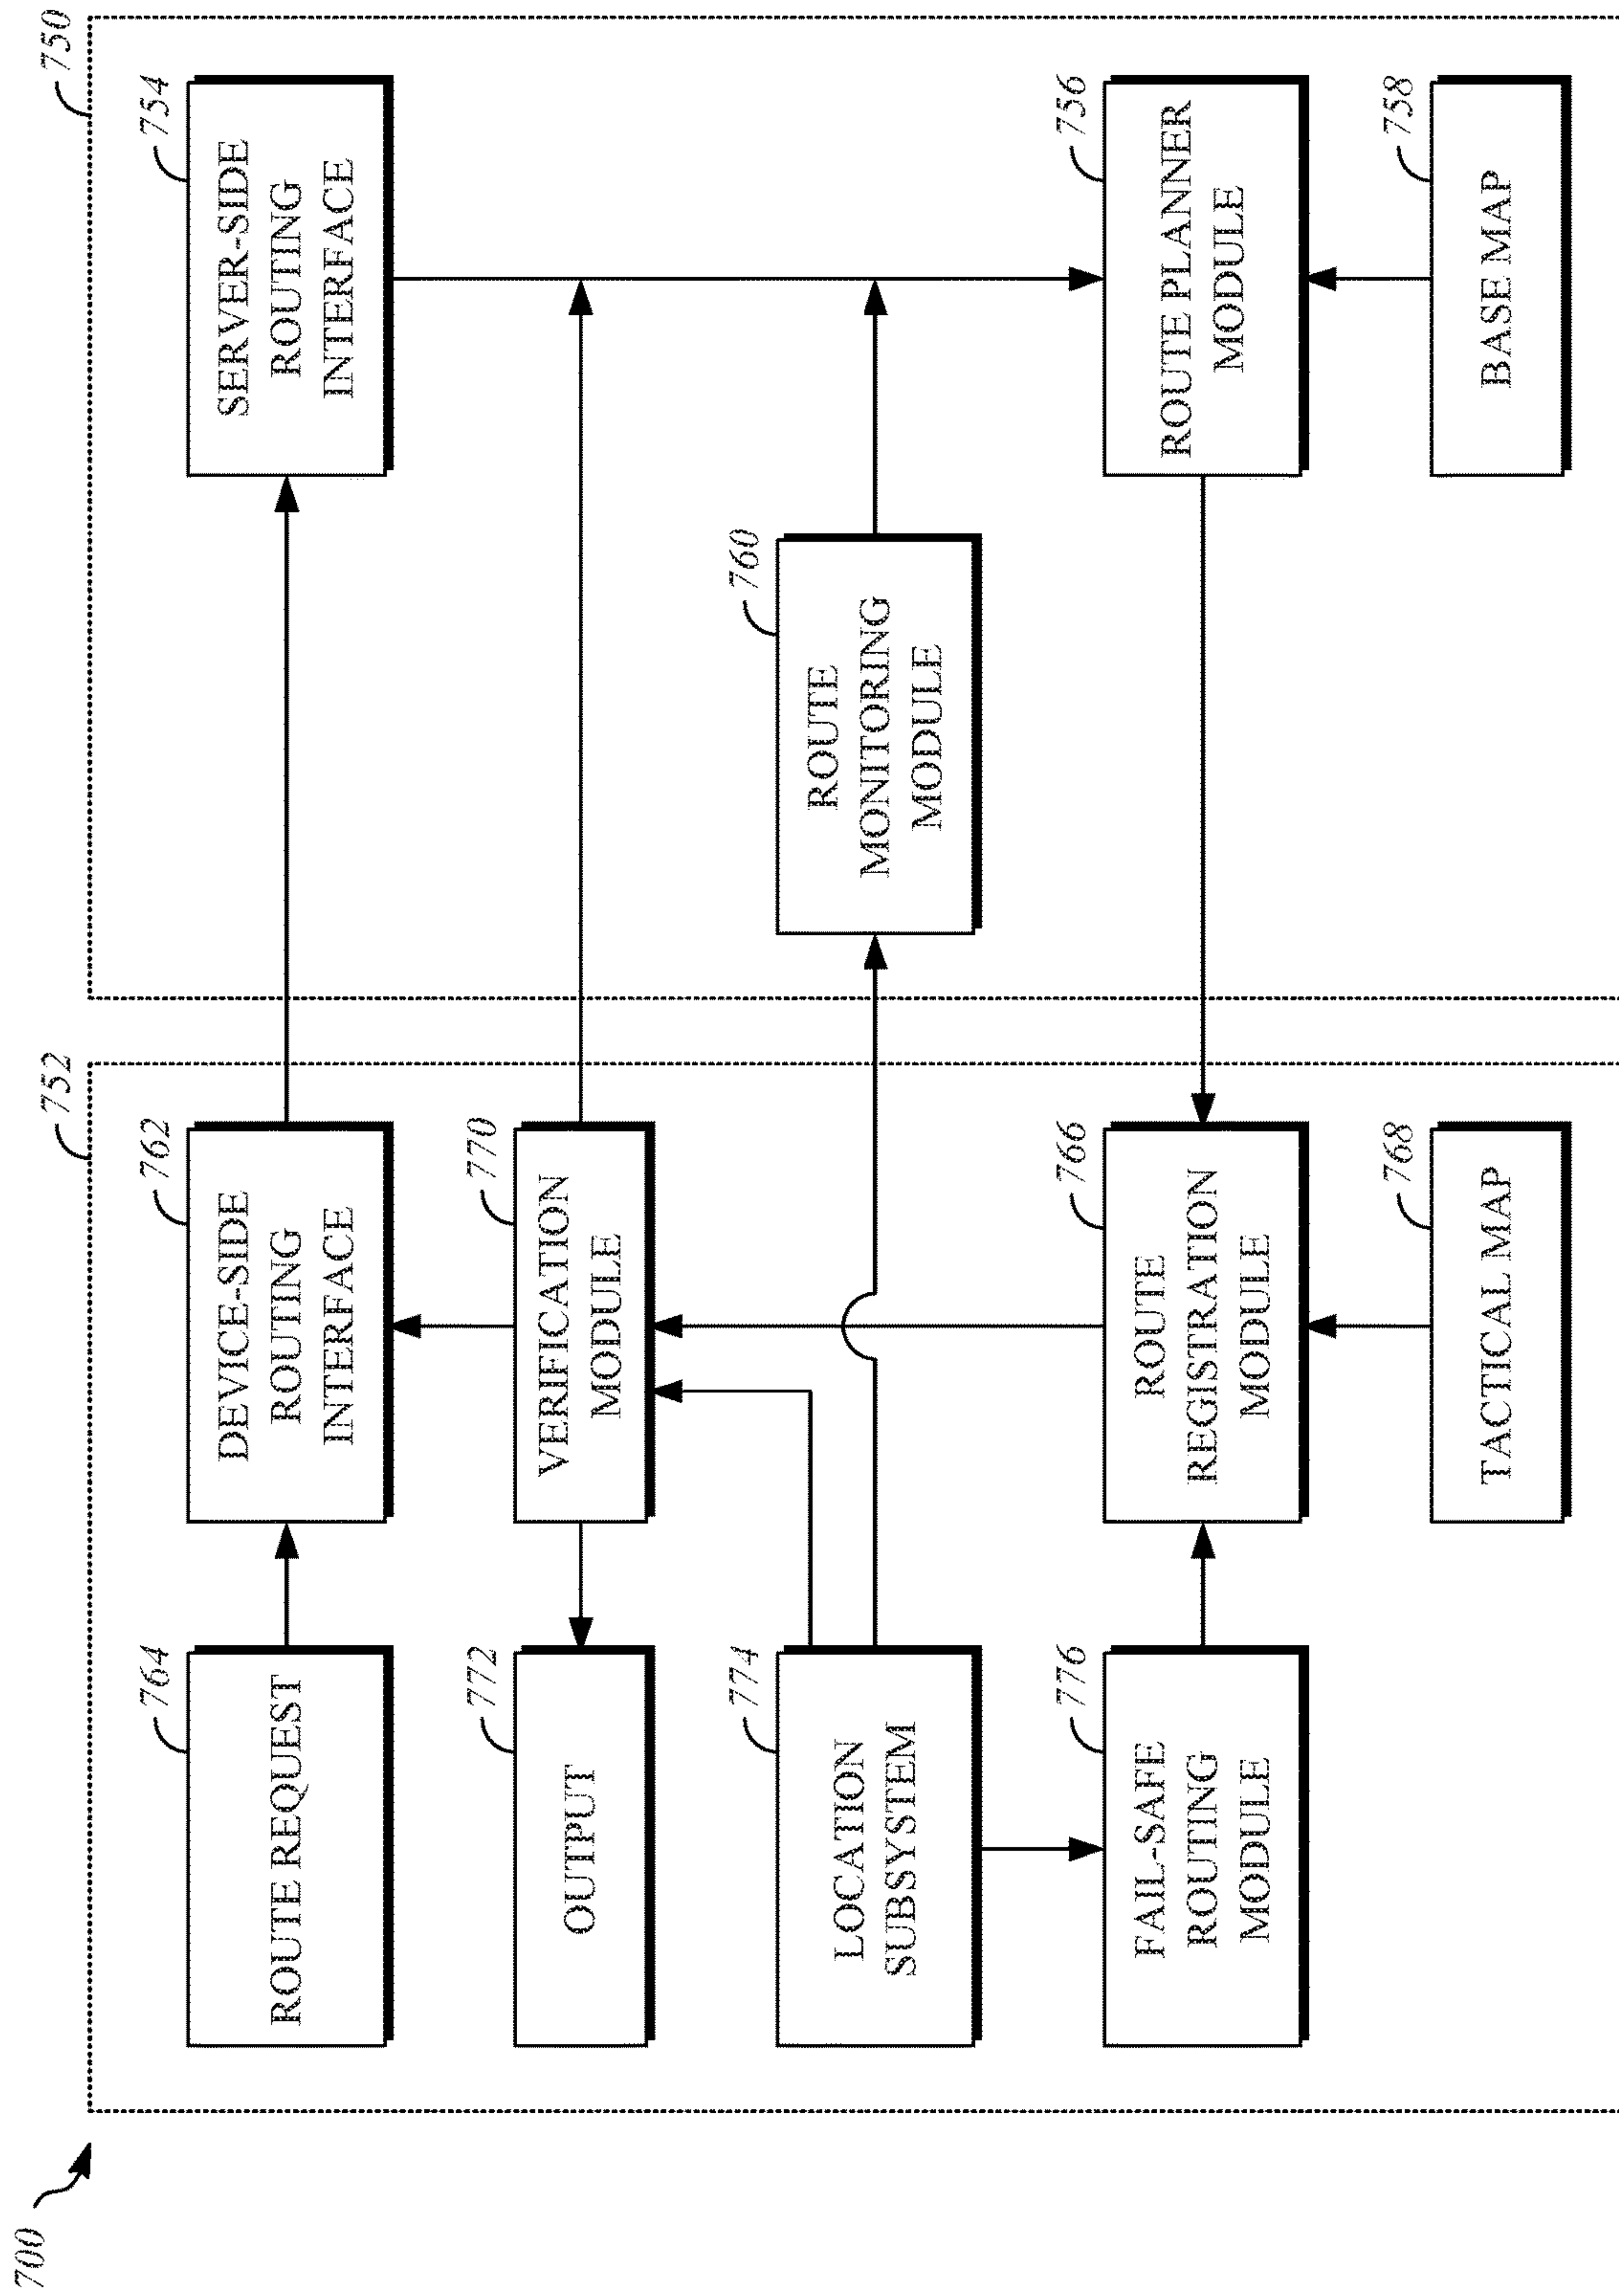 700
752
750
764
ROUTE REQUEST
762
DEVICE-SIDE
ROUTING
INTERFACE
754
SERVER-SIDE
ROUTING
INTERFACE
772
OUTPUT
770
VERIFICATION
MODULE
774
LOCATION
SUBSYSTEM
760
ROUTE
MONITORING
MODULE
776
FAIL-SAFE
ROUTING
MODULE
766
ROUTE
REGISTRATION
MODULE
756
ROUTE PLANNER
MODULE
768
TACTICAL MAP
758
BASE MAP